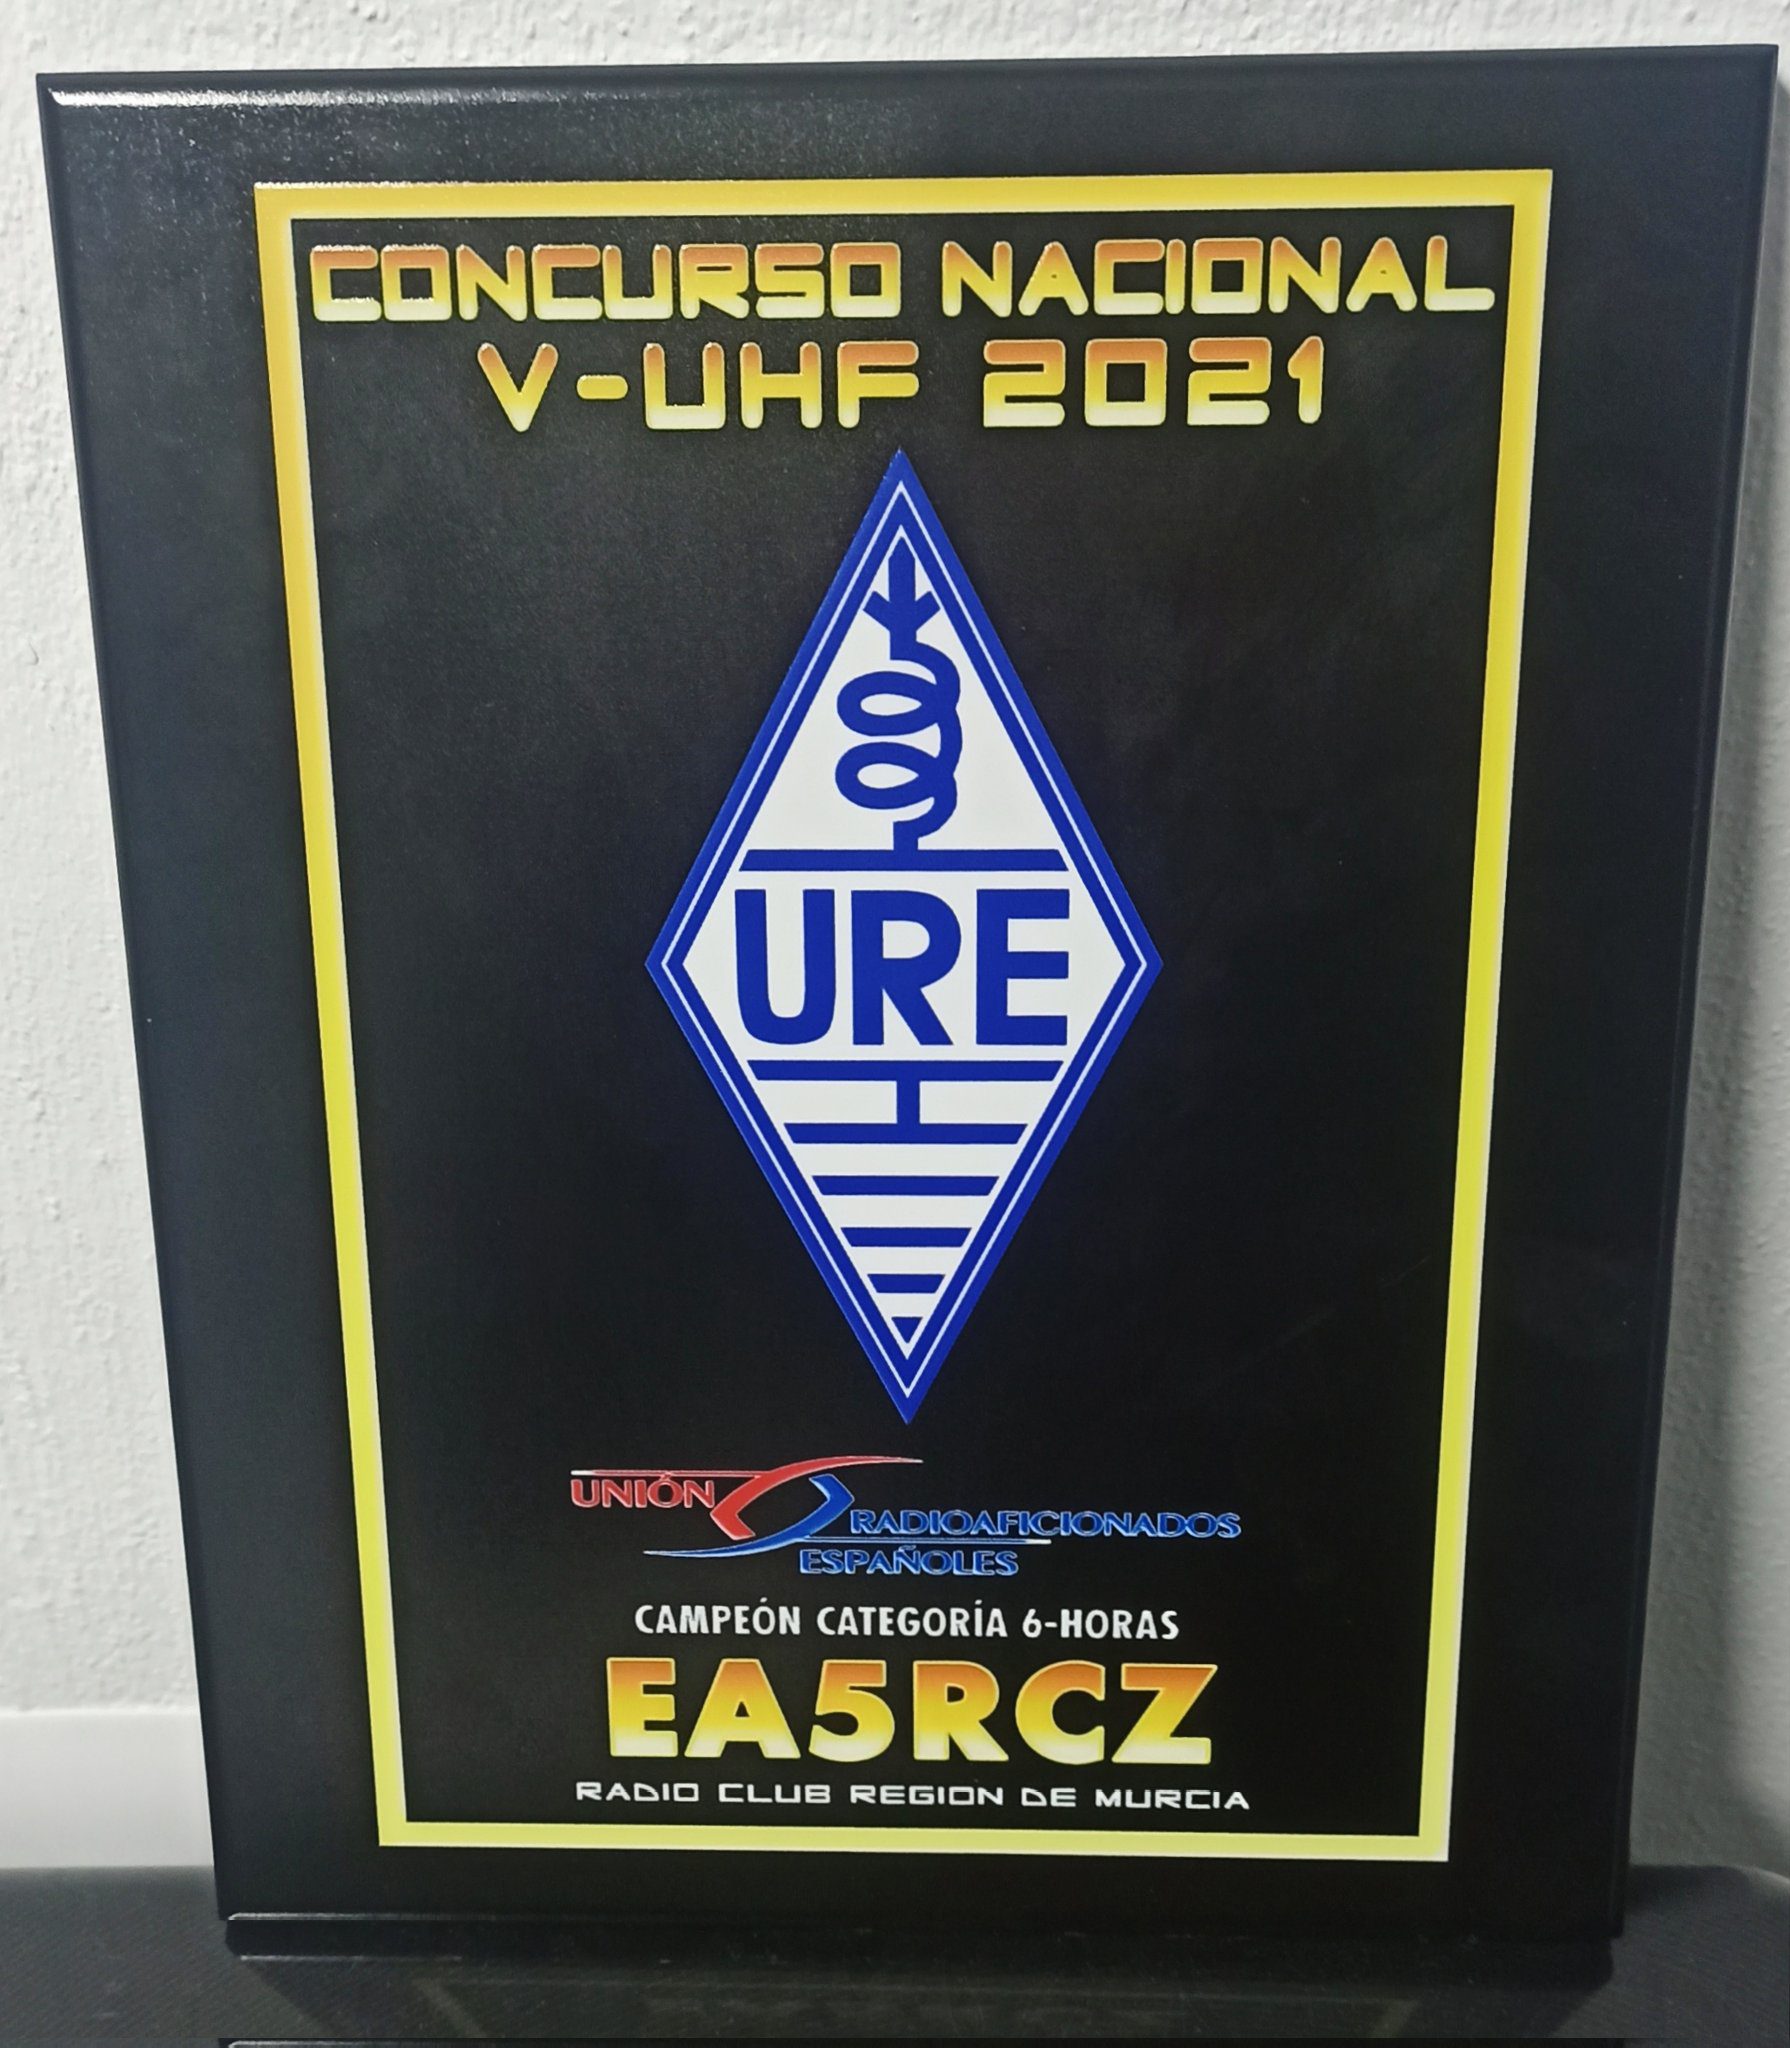 CONCURSO NACIONAL
V-UHF 2021
URE
UNIÓN
RADIOAFICIONADOS
ESPAÑOLES
CAMPEÓN CATEGORÍA 6-HORAS
EA5RCZ
RADIO CLUB REGION DE MURCIA